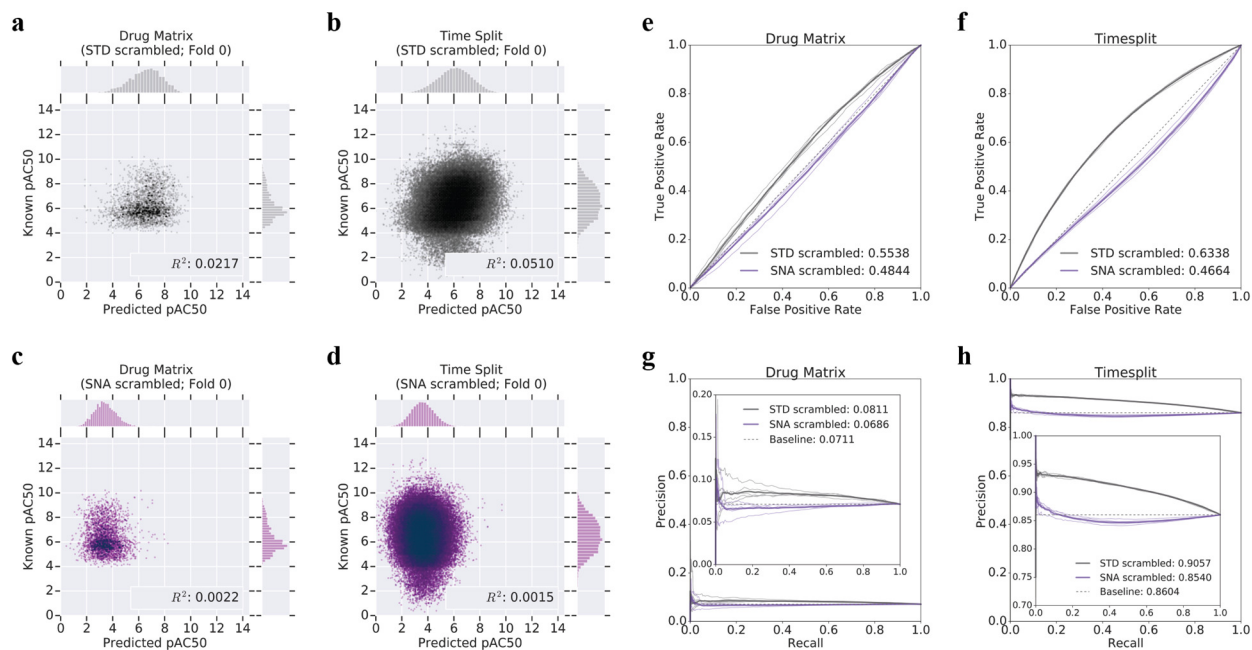 a
Drug Matrix
(STD scrambled; Fold 0)
14
12
10
8
6
4
2
0
Known pAC50
R²: 0.0217
0 2 4 6 8 10 12 14
Predicted pAC50
b
Time Split
(STD scrambled; Fold 0)
14
12
10
8
6
4
2
0
Known pAC50
R²: 0.0510
0 2 4 6 8 10 12 14
Predicted pAC50
e
Drug Matrix
1.0
0.8
0.6
0.4
0.2
0.0
True Positive Rate
STD scrambled: 0.5538
SNA scrambled: 0.4844
0.0 0.2 0.4 0.6 0.8 1.0
False Positive Rate
f
Timesplit
1.0
0.8
0.6
0.4
0.2
0.0
True Positive Rate
STD scrambled: 0.6338
SNA scrambled: 0.4664
0.0 0.2 0.4 0.6 0.8 1.0
False Positive Rate
c
Drug Matrix
(SNA scrambled; Fold 0)
14
12
10
8
6
4
2
0
Known pAC50
R²: 0.0022
0 2 4 6 8 10 12 14
Predicted pAC50
d
Time Split
(SNA scrambled; Fold 0)
14
12
10
8
6
4
2
0
Known pAC50
R²: 0.0015
0 2 4 6 8 10 12 14
Predicted pAC50
g
Drug Matrix
1.0
0.8
0.6
0.4
0.2
0.0
Precision
0.20
0.15
0.10
0.05
0.00
STD scrambled: 0.0811
SNA scrambled: 0.0686
Baseline: 0.0711
0.0 0.2 0.4 0.6 0.8 1.0
0.0 0.2 0.4 0.6 0.8 1.0
Recall
h
Timesplit
1.0
0.8
0.6
0.4
0.2
0.0
Precision
1.00
0.95
0.90
0.85
0.80
0.75
0.70
STD scrambled: 0.9057
SNA scrambled: 0.8540
Baseline: 0.8604
0.0 0.2 0.4 0.6 0.8 1.0
0.0 0.2 0.4 0.6 0.8 1.0
Recall